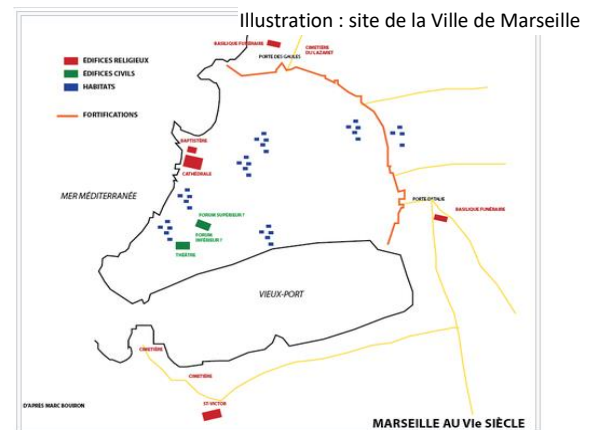 Illustration : site de la Ville de Marseille
BASILIQUE FUNÉRAIRE
CIMETIÈRE
DU LAZARET
PORTE DES GAULES
ÉDIFICES RELIGIEUX
ÉDIFICES CIVILS
HABITATS
FORTIFICATIONS
BAPTISTÈRE
CATHÉDRALE
MER MÉDITERRANÉE
PORTE D'ITALIE
BASILIQUE FUNÉRAIRE
FORUM SUPÉRIEUR ?
FORUM
INFÉRIEUR ?
THÉÂTRE
VIEUX-PORT
CIMETIÈRE
CIMETIÈRE
ST-VICTOR
D'APRÈS MARC BOUIRON
MARSEILLE AU VIe SIÈCLE